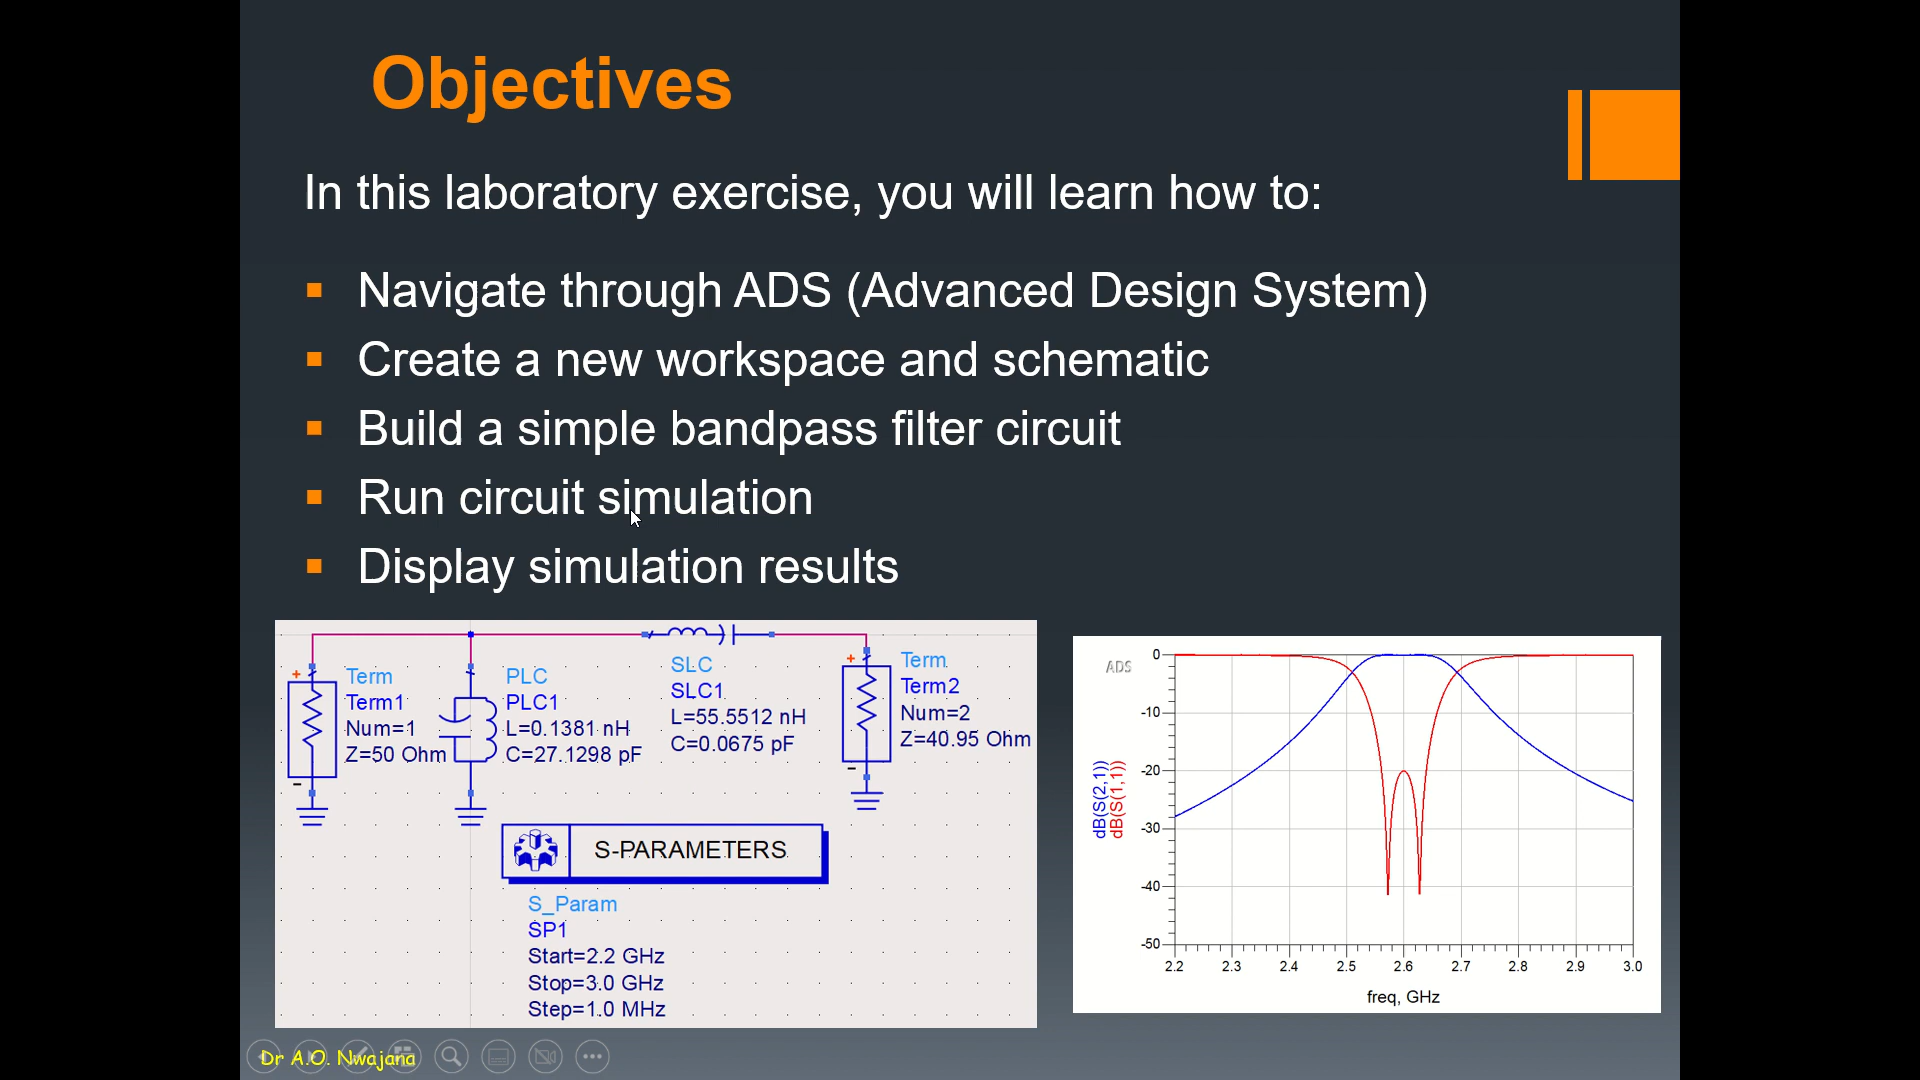 Objectives
In this laboratory exercise, you will learn how to:
Navigate through ADS (Advanced Design System)
Create a new workspace and schematic
Build a simple bandpass filter circuit
Run circuit simulation
Display simulation results
+
Term
Term1
Num=1
Z=50 Ohm
-
PLC
PLC1
L=0.1381 nH
C=27.1298 pF
SLC
SLC1
L=55.5512 nH
C=0.0675 pF
+
Term
Term2
Num=2
Z=40.95 Ohm
-
S-PARAMETERS
S_Param
SP1
Start=2.2 GHz
Stop=3.0 GHz
Step=1.0 MHz
ADS
dB(S(2,1))
dB(S(1,1))
0
-10
-20
-30
-40
-50
2.2 2.3 2.4 2.5 2.6 2.7 2.8 2.9 3.0
freq, GHz
Dr A.O. Nwajana